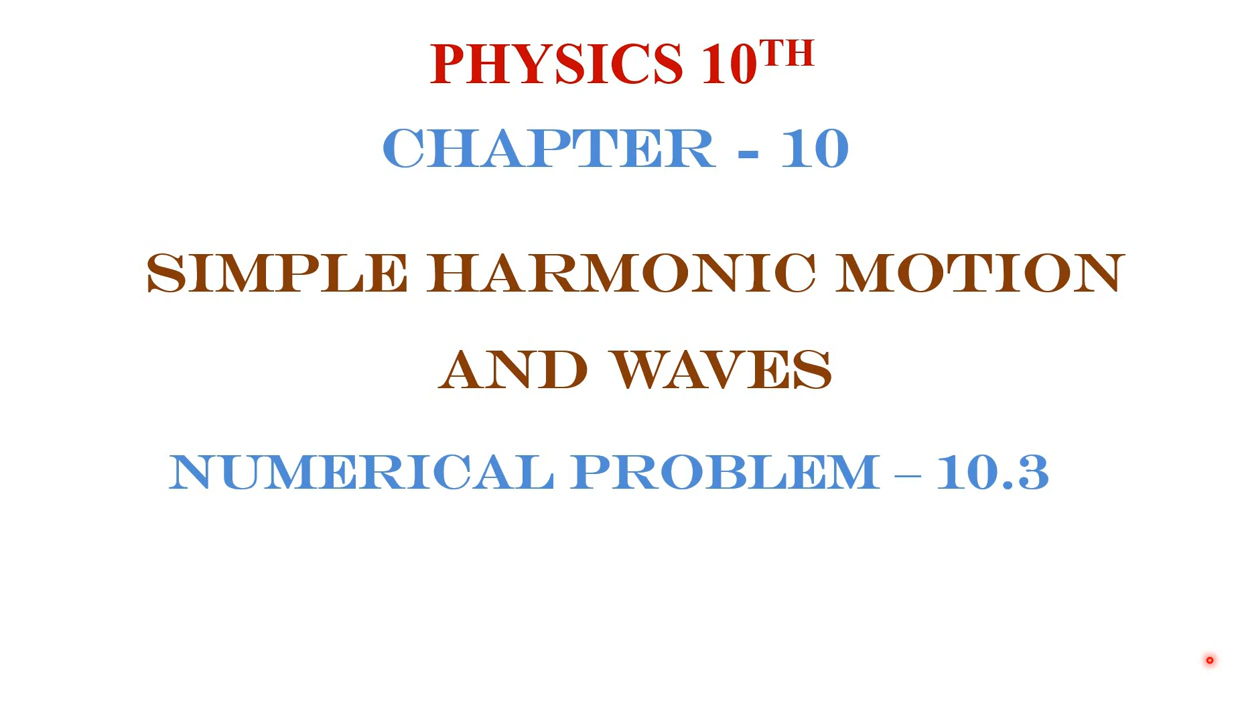 PHYSICS 10TH
CHAPTER - 10
SIMPLE HARMONIC MOTION
AND WAVES
NUMERICAL PROBLEM – 10.3